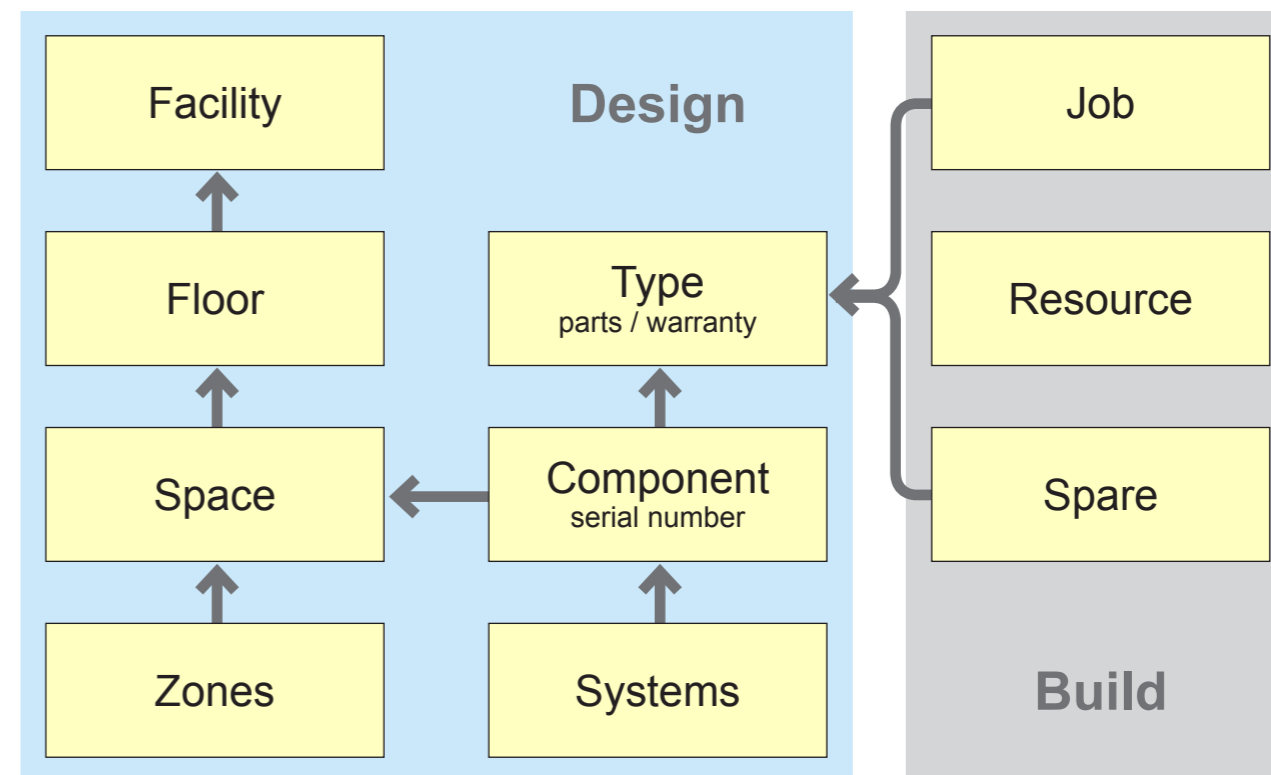 Facility
Design
Job
Floor
Type
parts / warranty
Resource
Space
Component
serial number
Spare
Zones
Systems
Build